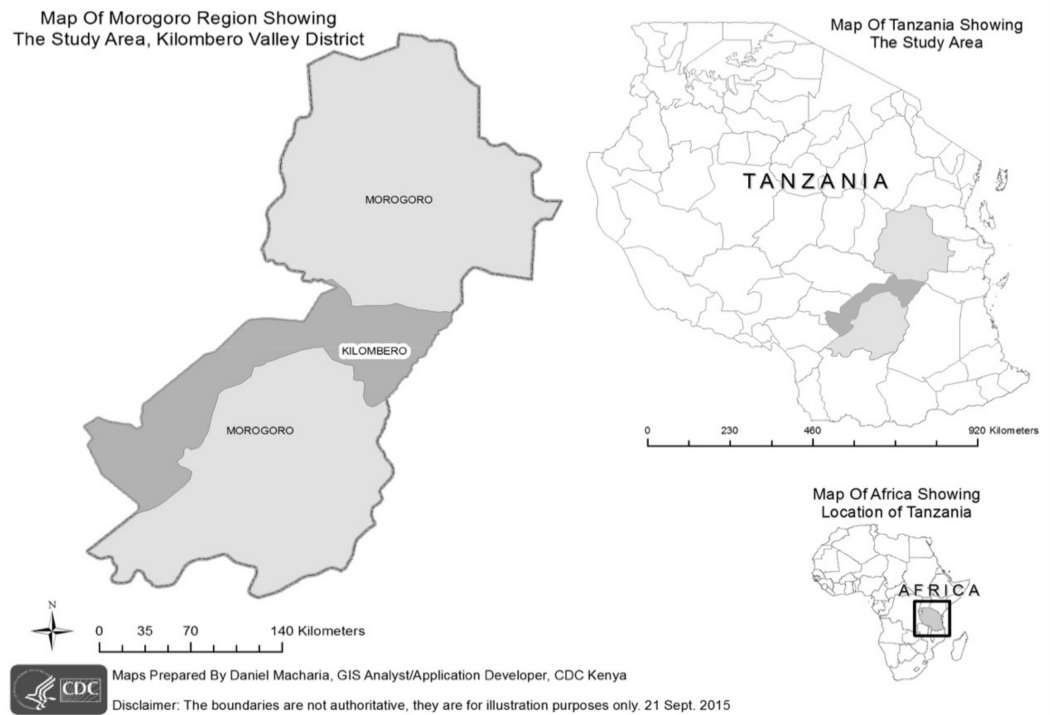 Map Of Morogoro Region Showing
The Study Area, Kilombero Valley District
MOROGORO
KILOMBERO
MOROGORO
N
0 35 70 140 Kilometers
Map Of Tanzania Showing
The Study Area
TANZANIA
0 230 460 920 Kilometers
Map Of Africa Showing
Location of Tanzania
AFRICA
CDC
Maps Prepared By Daniel Macharia, GIS Analyst/Application Developer, CDC Kenya
Disclaimer: The boundaries are not authoritative, they are for illustration purposes only. 21 Sept. 2015